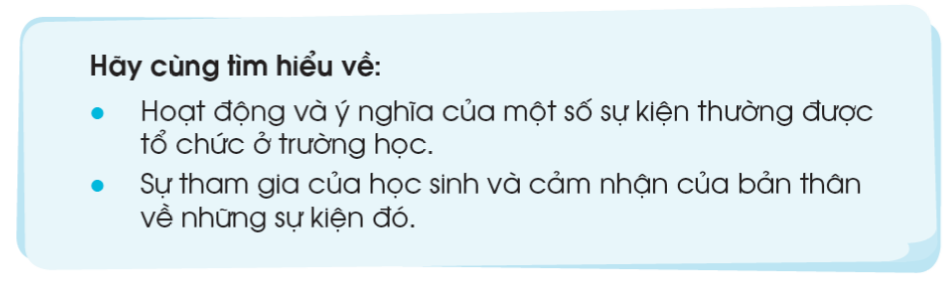 Hãy cùng tìm hiểu về:
• Hoạt động và ý nghĩa của một số sự kiện thường được
tổ chức ở trường học.
• Sự tham gia của học sinh và cảm nhận của bản thân
về những sự kiện đó.